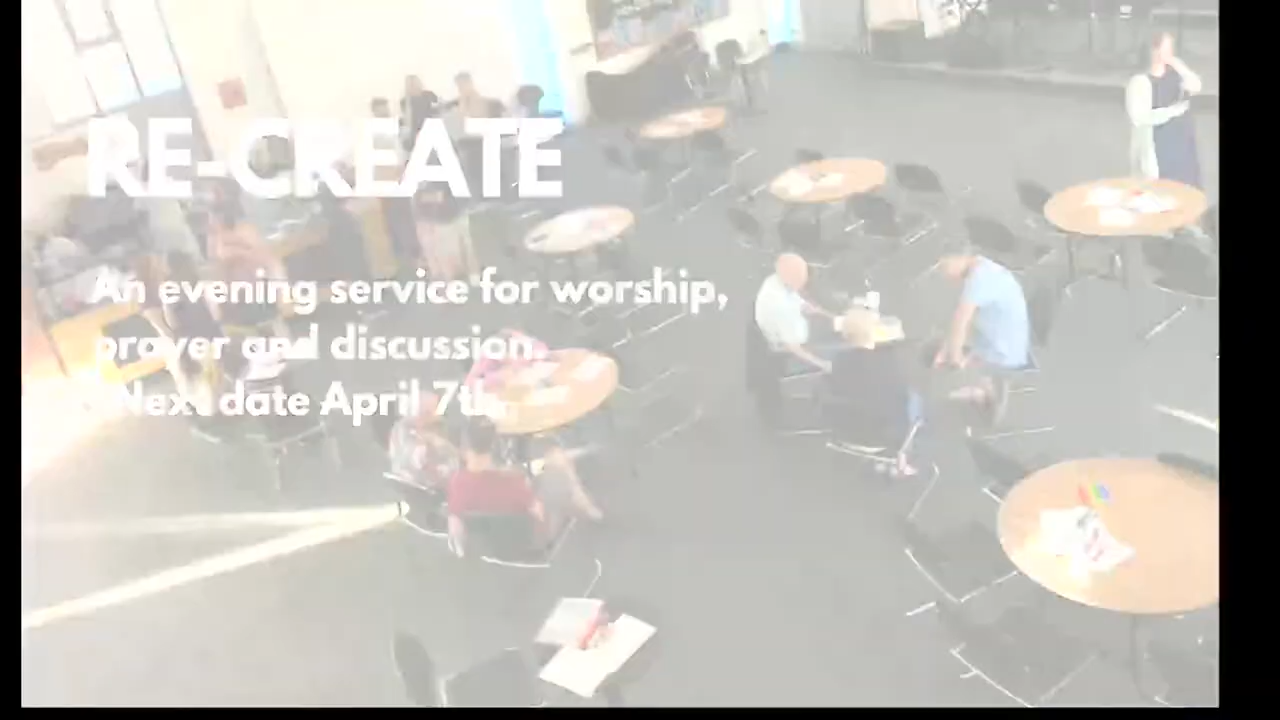 RE-CREATE
An evening service for worship,
prayer and discussion.
Next date April 7th.